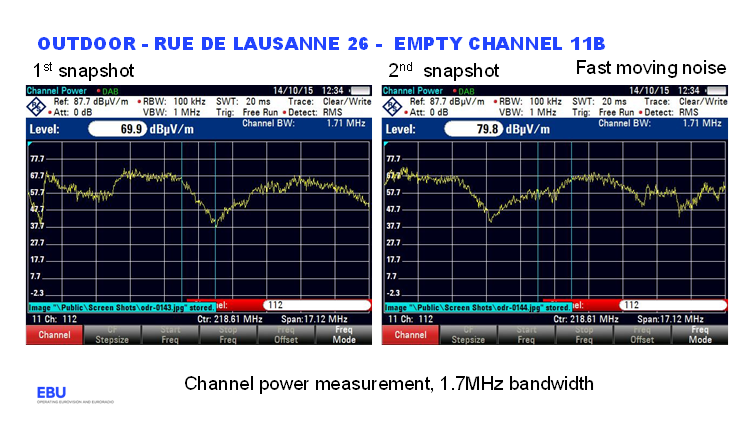 OUTDOOR - RUE DE LAUSANNE 26 - EMPTY CHANNEL 11B
1st snapshot
2nd snapshot
Fast moving noise
Channel Power • DAB 14/10/15 12:34
Ref: 87.7 dBµV/m • RBW: 100 kHz SWT: 20 ms Trace: Clear/Write
• Att: 0 dB VBW: 1 MHz Trig: Free Run • Detect: RMS
Level: 69.9 dBµV/m Channel BW: 1.71 MHz
77.7
67.7
57.7
47.7
37.7
27.7
17.7
7.7
-2.3
Image "\Public\Screen Shots\odr-0143.jpg" stored. nel: 112
11 Ch: 112 Ctr: 218.61 MHz Span: 17.12 MHz
Channel CF Stepsize Start Freq Stop Freq Freq Offset Freq Mode
Channel Power • DAB 14/10/15 12:34
Ref: 87.7 dBµV/m • RBW: 100 kHz SWT: 20 ms Trace: Clear/Write
• Att: 0 dB VBW: 1 MHz Trig: Free Run • Detect: RMS
Level: 79.8 dBµV/m Channel BW: 1.71 MHz
77.7
67.7
57.7
47.7
37.7
27.7
17.7
7.7
-2.3
Image "\Public\Screen Shots\odr-0144.jpg" stored. nel: 112
11 Ch: 112 Ctr: 218.61 MHz Span: 17.12 MHz
Channel CF Stepsize Start Freq Stop Freq Freq Offset Freq Mode
Channel power measurement, 1.7MHz bandwidth
EBU
OPERATING EUROVISION AND EURORADIO